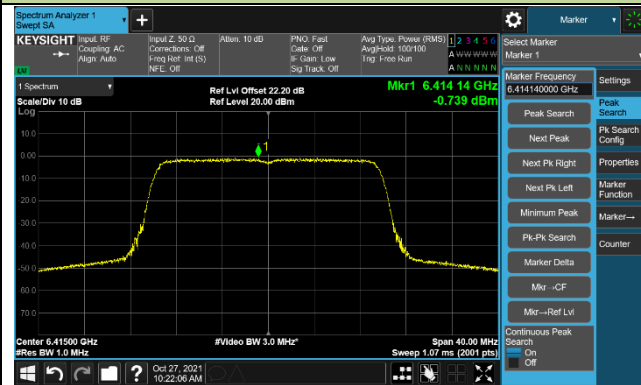 Spectrum Analyzer 1
Swept SA
+
Marker
KEYSIGHT
Input: RF
Coupling: AC
Align: Auto
Input Z: 50 Ω
Corrections: Off
Freq Ref: Int (S)
NFE: Off
Atten: 10 dB
PNO: Fast
Gate: Off
IF Gain: Low
Sig Track: Off
Avg Type: Power (RMS)
Avg|Hold: 100/100
Trig: Free Run
1 2 3 4 5 6
A W W W W W
A N N N N N
LXI
Select Marker
Marker 1
1 Spectrum
Scale/Div 10 dB
Log
Ref Lvl Offset 22.20 dB
Ref Level 20.00 dBm
Mkr1 6.414 14 GHz
-0.739 dBm
10.0
0.00
-10.0
-20.0
-30.0
-40.0
-50.0
-60.0
-70.0
1
Center 6.41500 GHz
#Res BW 1.0 MHz
#Video BW 3.0 MHz*
Span 40.00 MHz
Sweep 1.07 ms (2001 pts)
Marker Frequency
6.414140000 GHz
Peak Search
Next Peak
Next Pk Right
Next Pk Left
Minimum Peak
Pk-Pk Search
Marker Delta
Mkr→CF
Mkr→Ref Lvl
Continuous Peak
Search
On
Off
Settings
Peak
Search
Pk Search
Config
Properties
Marker
Function
Marker→
Counter
?
Oct 27, 2021
10:22:06 AM